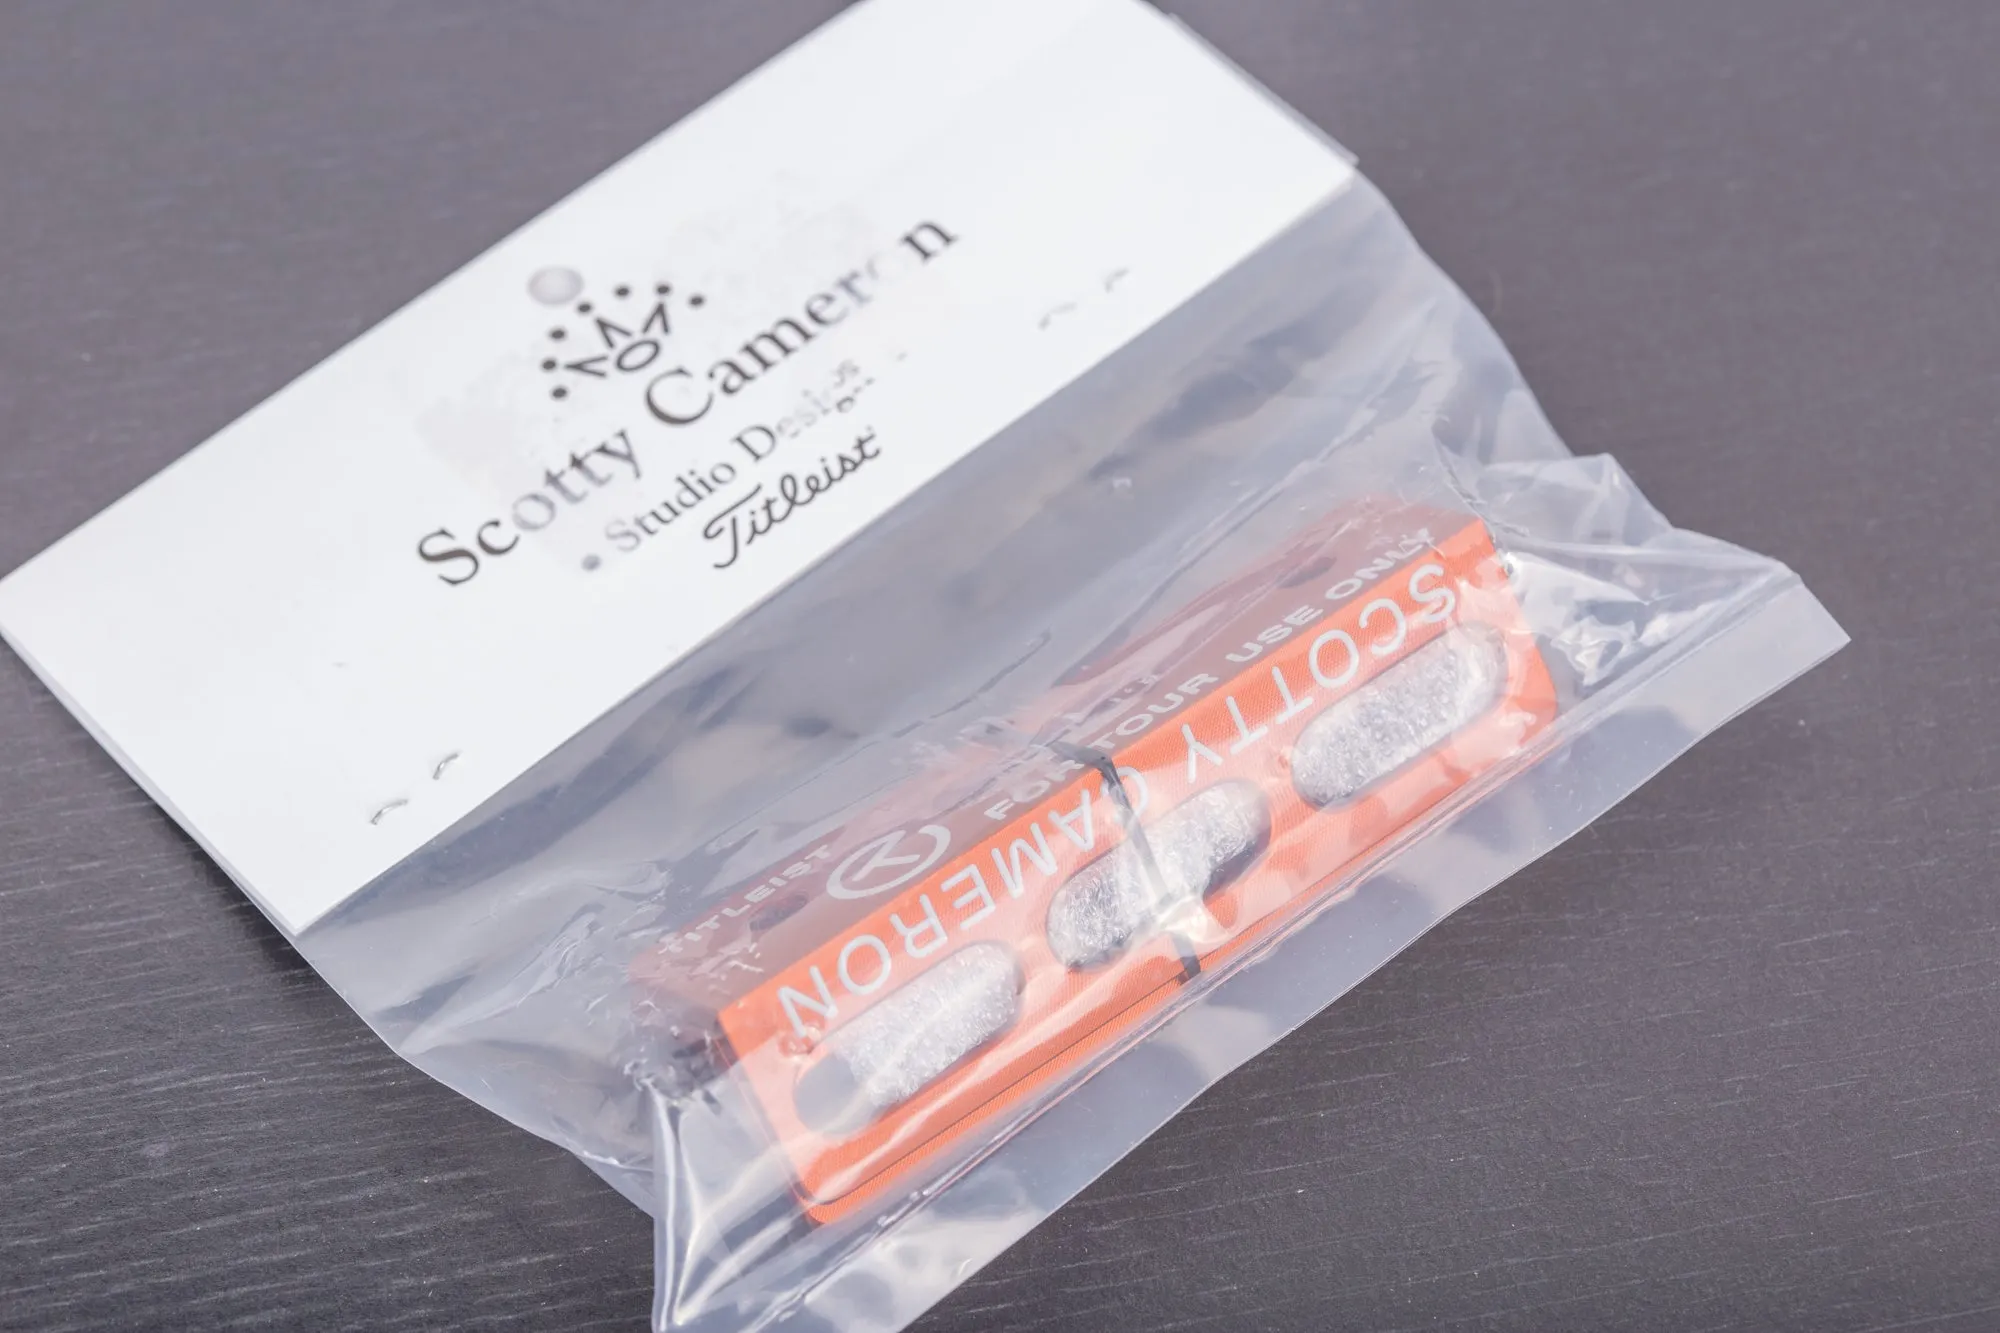 Scotty Cameron
• Studio Design
Titleist
TITLEIST
FOR TOUR USE ONLY
SCOTTY CAMERON